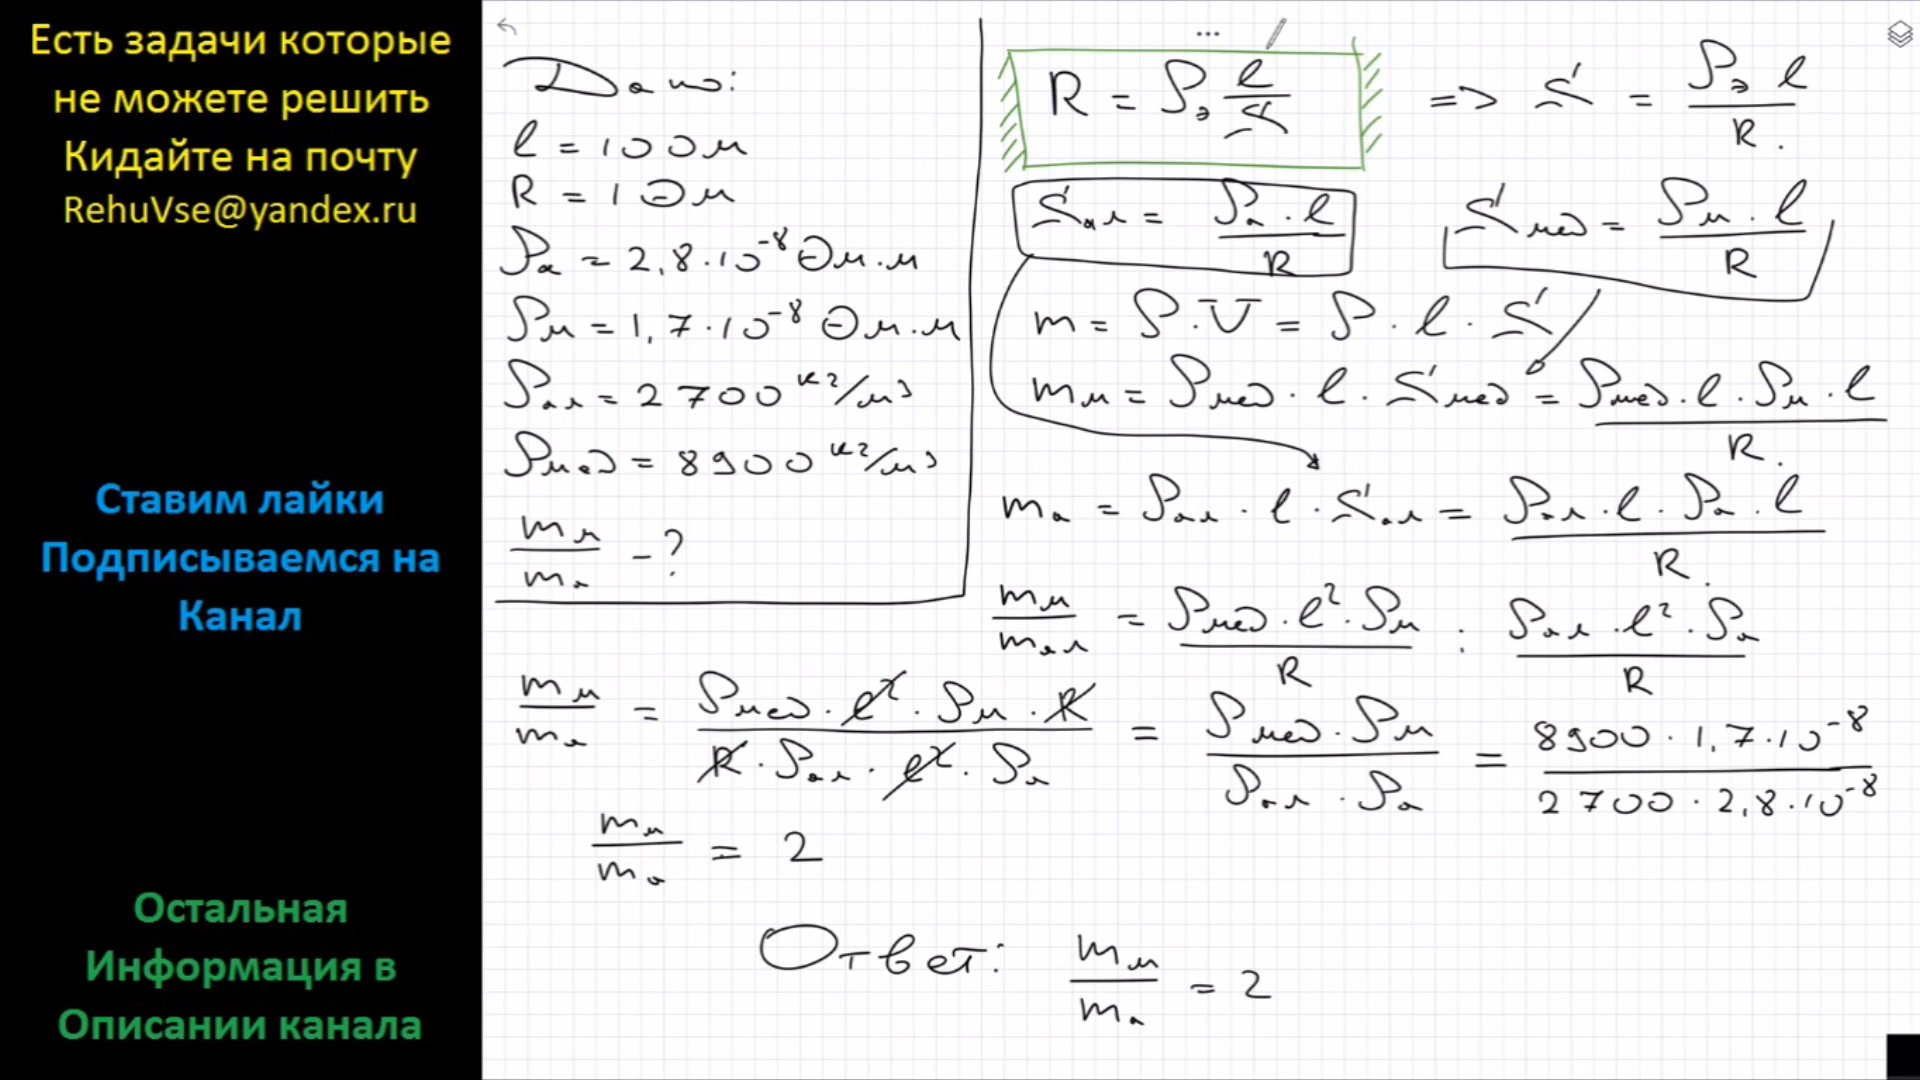 Есть задачи которые
не можете решить
Кидайте на почту
RehuVse@yandex.ru
Ставим лайки
Подписываемся на
Канал
Остальная
Информация в
Описании канала
Дано:
l = 100 м
R = 1 Ом
ρа = 2,8·10⁻⁸ Ом·м
ρм = 1,7·10⁻⁸ Ом·м
ρал = 2700 кг/м³
ρмед = 8900 кг/м³
mм/mа - ?
R = ρэ l/S => S = ρэ l/R.
Sал = ρа·l/R Sмед = ρм·l/R
m = ρ·V = ρ·l·S
mм = ρмед·l·Sмед = ρмед·l·ρм·l/R.
mа = ρал·l·Sал = ρал·l·ρа·l/R.
mм/mал = ρмед·l²·ρм/R : ρал·l²·ρа/R
mм/mа = ρмед·l²·ρм·R/R·ρал·l²·ρа = ρмед·ρм/ρал·ρа = 8900·1,7·10⁻⁸/2700·2,8·10⁻⁸
mм/mа = 2
Ответ: mм/mа = 2